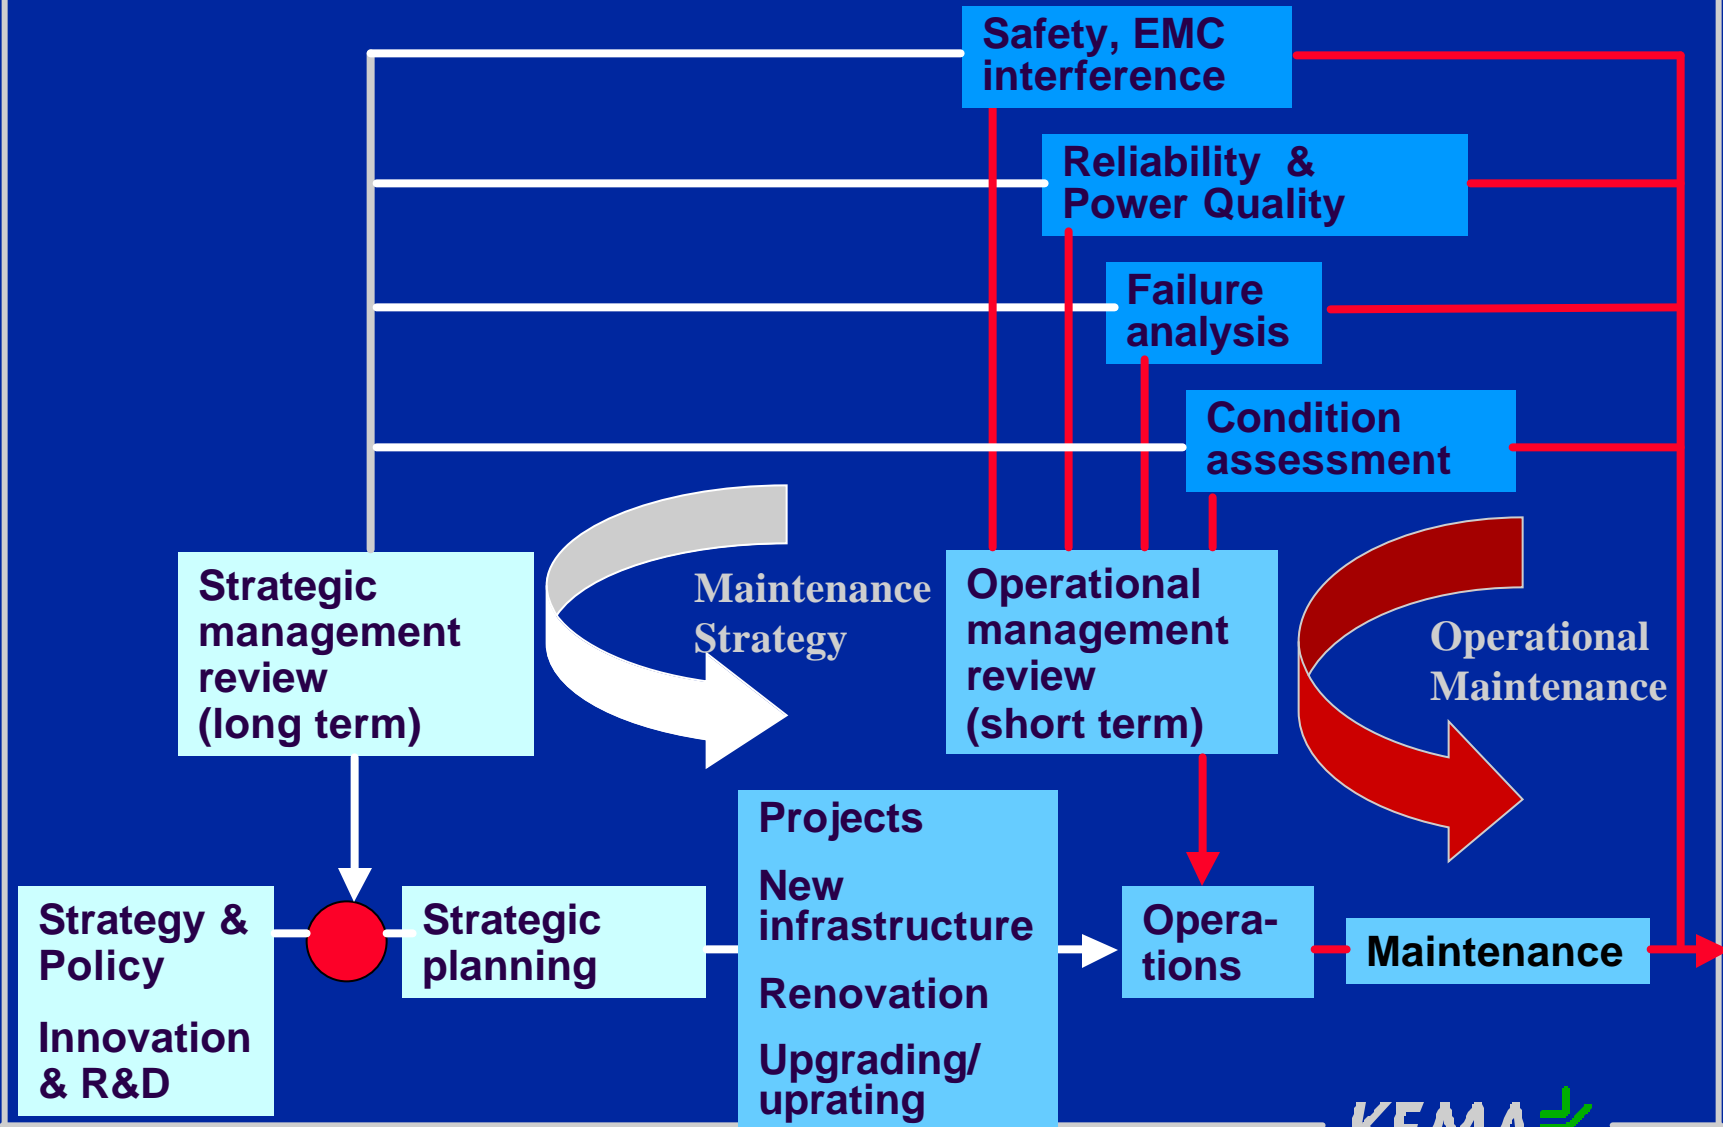 Safety, EMC
interference
Reliability &
Power Quality
Failure
analysis
Condition
assessment
Strategic
management
review
(long term)
Maintenance
Strategy
Operational
management
review
(short term)
Operational
Maintenance
Strategy &
Policy
Innovation
& R&D
Strategic
planning
Projects
New
infrastructure
Renovation
Upgrading/
uprating
Opera-
tions
Maintenance
KEMA